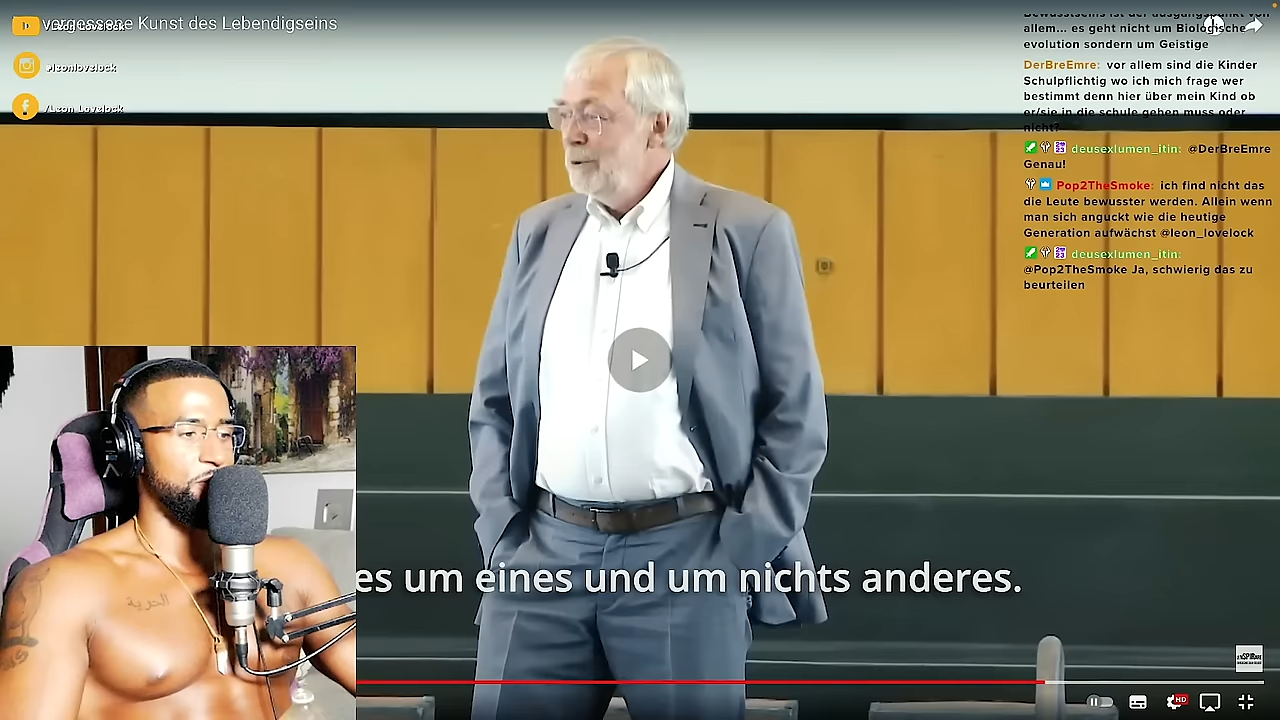 vergessene Kunst des Lebendigseins
/Leon Lovelock
@leonlovelock
/Leon Lovelock
Bewusstseins ist der ausgangspunkt von
allem... es geht nicht um Biologische
evolution sondern um Geistige
DerBreEmre: vor allem sind die Kinder
Schulpflichtig wo ich mich frage wer
bestimmt denn hier über mein Kind ob
er/sie in die schule gehen muss oder
nicht?
deusexlumen_itin: @DerBreEmre
Genau!
Pop2TheSmoke: ich find nicht das
die Leute bewusster werden. Allein wenn
man sich anguckt wie die heutige
Generation aufwächst @leon_lovelock
deusexlumen_itin:
@Pop2TheSmoke Ja, schwierig das zu
beurteilen
الحرية
es um eines und um nichts anderes.
HD